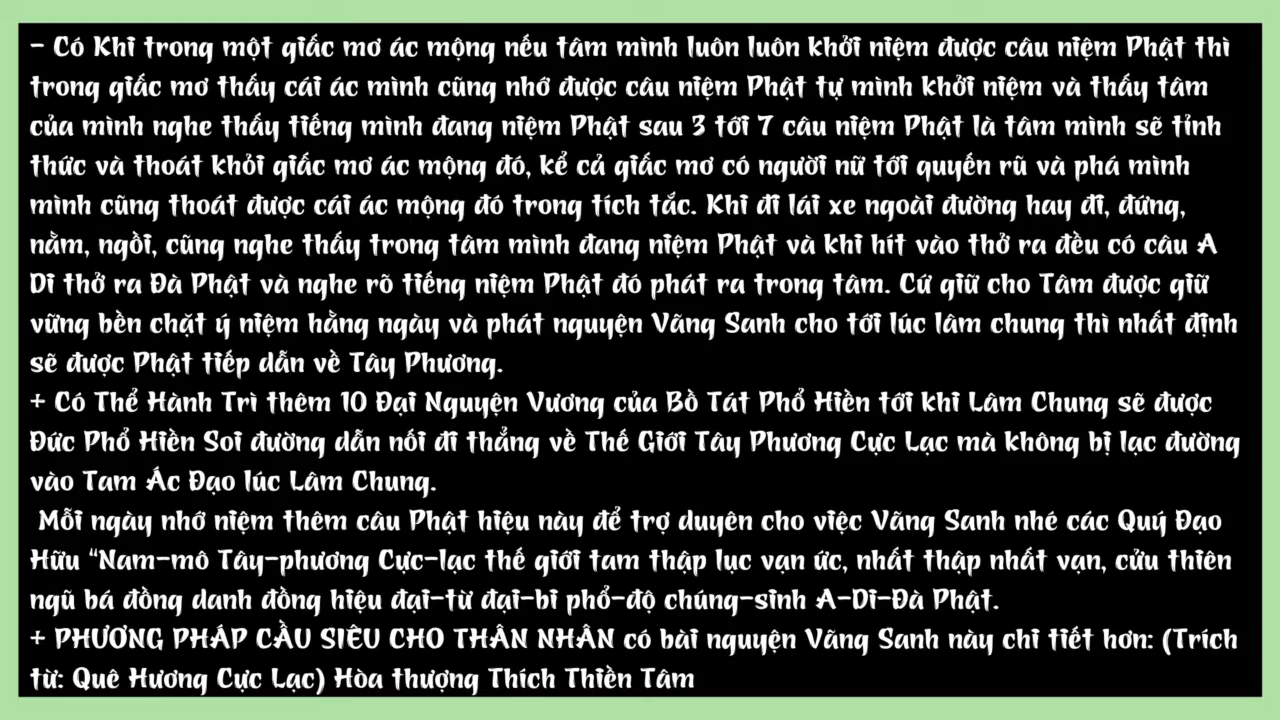 - Có Khi trong một giấc mơ ác mộng nếu tâm mình luôn luôn khởi niệm được câu niệm Phật thì
trong giấc mơ thấy cái ác mình cũng nhớ được câu niệm Phật tự mình khởi niệm và thấy tâm
của mình nghe thấy tiếng mình đang niệm Phật sau 3 tới 7 câu niệm Phật là tâm mình sẽ tỉnh
thức và thoát khỏi giấc mơ ác mộng đó, kể cả giấc mơ có người nữ tới quyến rũ và phá mình
mình cũng thoát được cái ác mộng đó trong tích tắc. Khi đi lái xe ngoài đường hay đi, đứng,
nằm, ngồi, cũng nghe thấy trong tâm mình đang niệm Phật và khi hít vào thở ra đều có câu A
Di thở ra Đà Phật và nghe rõ tiếng niệm Phật đó phát ra trong tâm. Cứ giữ cho Tâm được giữ
vững bền chặt ý niệm hằng ngày và phát nguyện Vãng Sanh cho tới lúc lâm chung thì nhất định
sẽ được Phật tiếp dẫn về Tây Phương.
+ Có Thể Hành Trì thêm 10 Đại Nguyện Vương của Bồ Tát Phổ Hiền tới khi Lâm Chung sẽ được
Đức Phổ Hiền Soi đường dẫn nối đi thẳng về Thế Giới Tây Phương Cực Lạc mà không bị lạc đường
vào Tam Ác Đạo lúc Lâm Chung.
Mỗi ngày nhớ niệm thêm câu Phật hiệu này để trợ duyên cho việc Vãng Sanh nhé các Quý Đạo
Hữu “Nam-mô Tây-phương Cực-lạc thế giới tam thập lục vạn ức, nhất thập nhất vạn, cửu thiên
ngũ bá đồng danh đồng hiệu đại-từ đại-bi phổ-độ chúng-sinh A-Di-Đà Phật.
+ PHƯƠNG PHÁP CẦU SIÊU CHO THÂN NHÂN có bài nguyện Vãng Sanh này chi tiết hơn: (Trích
từ: Quê Hương Cực Lạc) Hòa thượng Thích Thiền Tâm